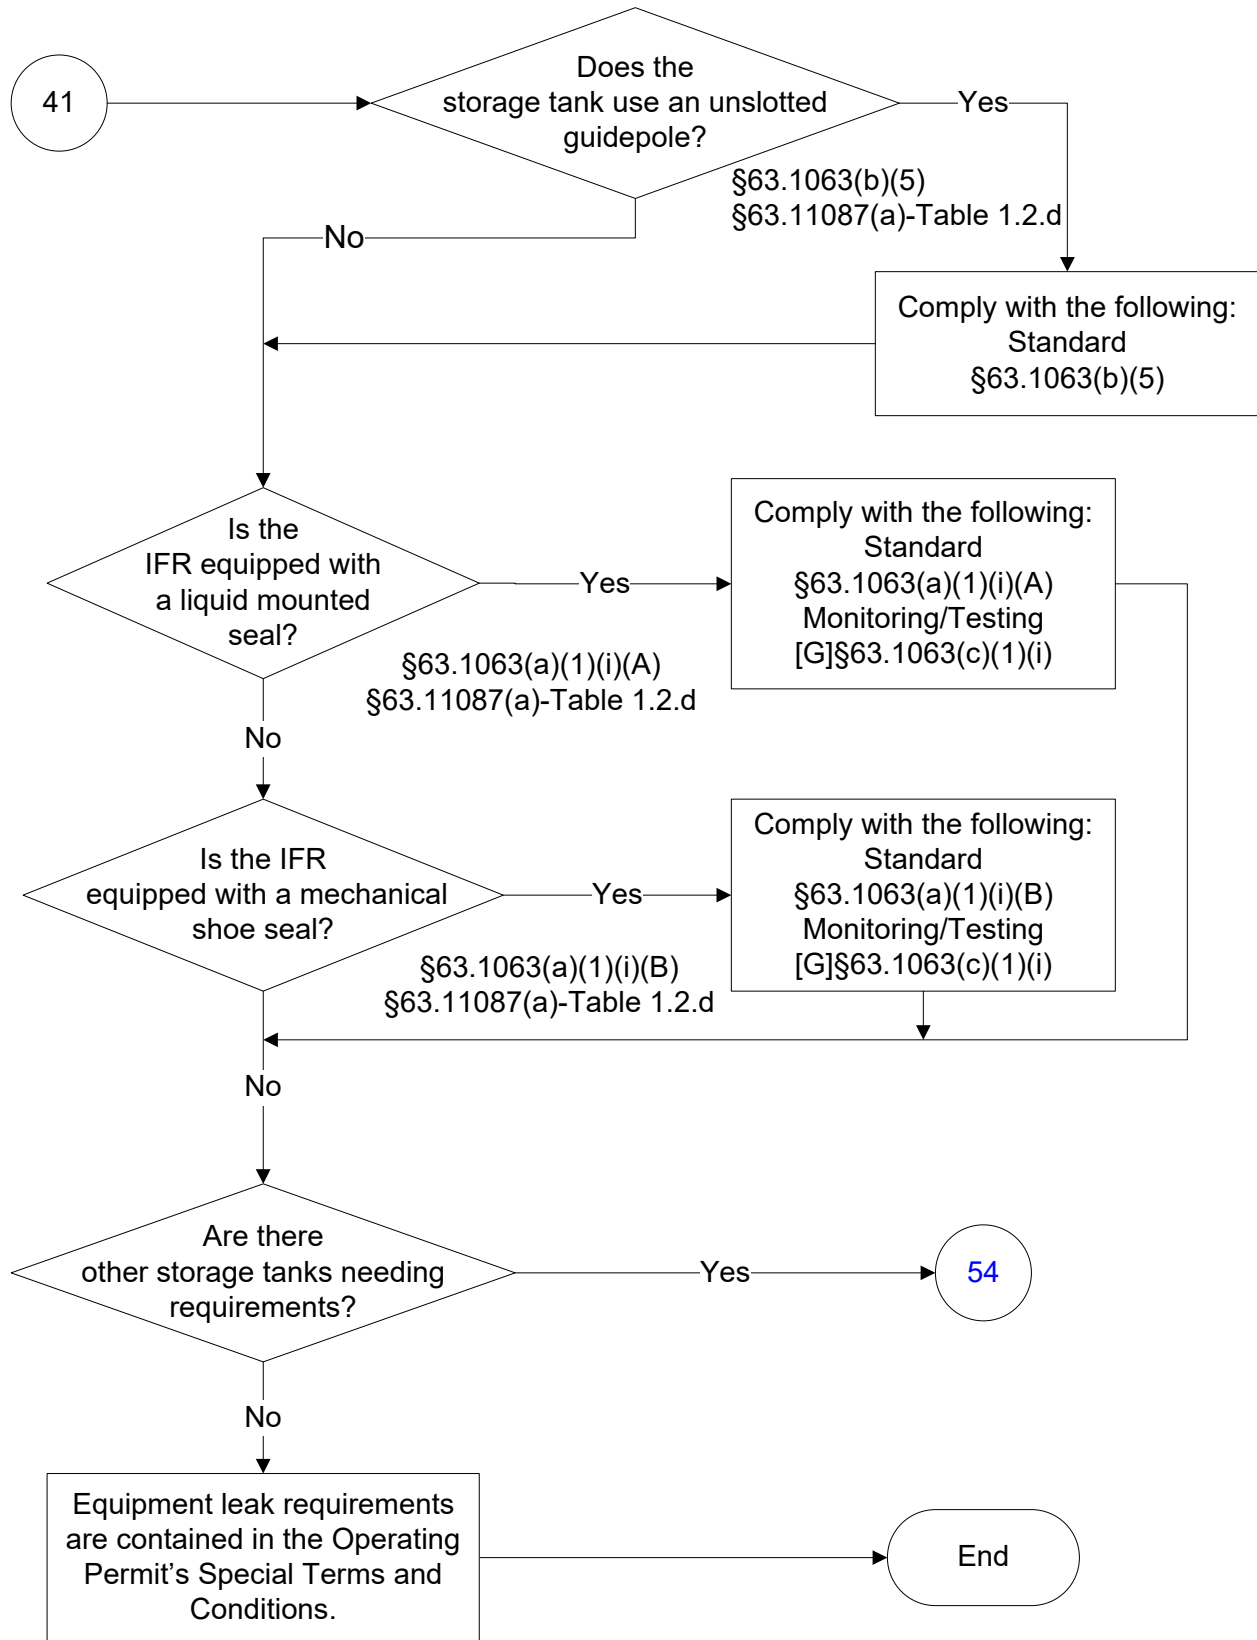 41
Does the
storage tank use an unslotted
guidepole?
Yes
§63.1063(b)(5)
§63.11087(a)-Table 1.2.d
No
Comply with the following:
Standard
§63.1063(b)(5)
Is the
IFR equipped with
a liquid mounted
seal?
Yes
Comply with the following:
Standard
§63.1063(a)(1)(i)(A)
Monitoring/Testing
[G]§63.1063(c)(1)(i)
§63.1063(a)(1)(i)(A)
§63.11087(a)-Table 1.2.d
No
Is the IFR
equipped with a mechanical
shoe seal?
Yes
Comply with the following:
Standard
§63.1063(a)(1)(i)(B)
Monitoring/Testing
[G]§63.1063(c)(1)(i)
§63.1063(a)(1)(i)(B)
§63.11087(a)-Table 1.2.d
No
Are there
other storage tanks needing
requirements?
Yes
54
No
Equipment leak requirements
are contained in the Operating
Permit’s Special Terms and
Conditions.
End